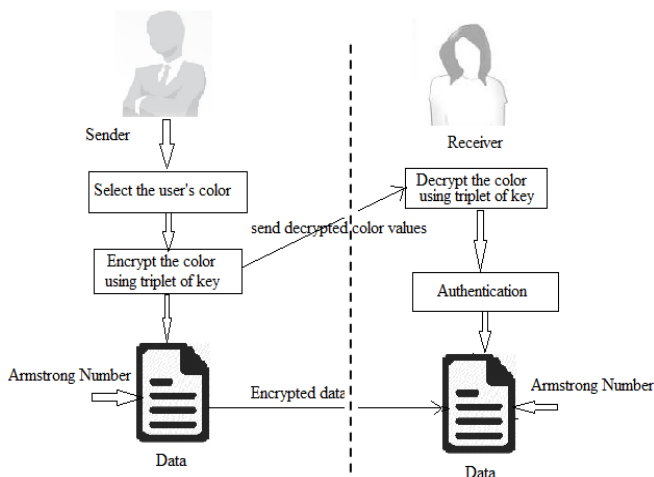 Sender
Select the user's color
Encrypt the color
using triplet of key
Armstrong Number
Data
send decrypted color values
Encrypted data
Receiver
Decrypt the color
using triplet of key
Authentication
Armstrong Number
Data